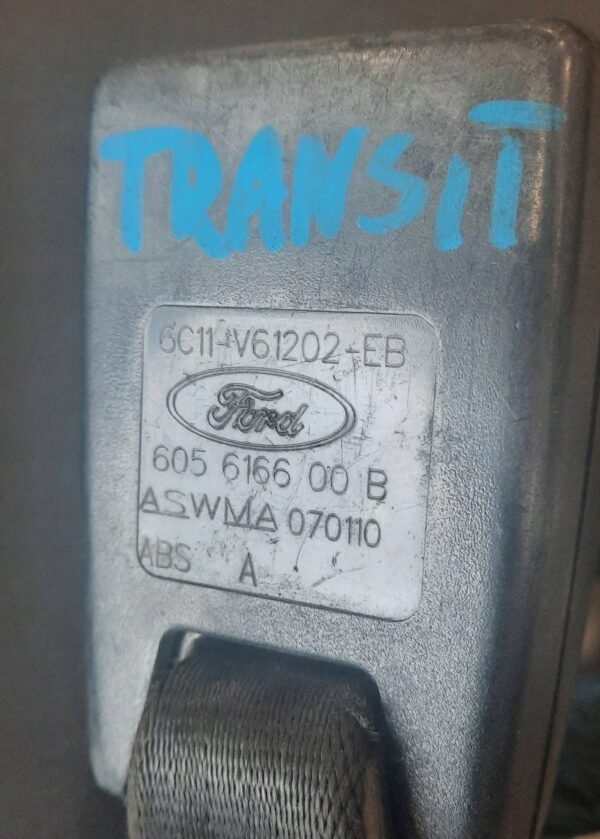 TRANSIT
6C11-V61202-EB
Ford
605 6166 00 B
ASWMA 070110
ABS A